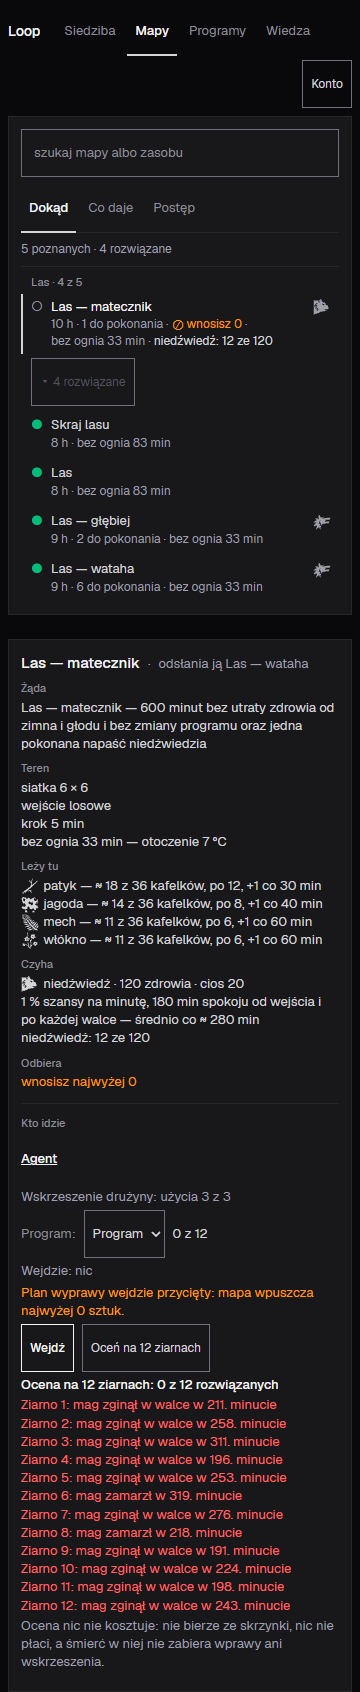 Loop Siedziba Mapy Programy Wiedza
Konto
szukaj mapy albo zasobu
Dokąd Co daje Postęp
5 poznanych · 4 rozwiązane
Las · 4 z 5
Las — matecznik
10 h · 1 do pokonania · wnosisz 0 ·
bez ognia 33 min · niedźwiedź: 12 ze 120
4 rozwiązane
Skraj lasu
8 h · bez ognia 83 min
Las
8 h · bez ognia 83 min
Las — głębiej
9 h · 2 do pokonania · bez ognia 33 min
Las — wataha
9 h · 6 do pokonania · bez ognia 33 min
Las — matecznik · odsłania ją Las — wataha
Żąda
Las — matecznik — 600 minut bez utraty zdrowia od
zimna i głodu i bez zmiany programu oraz jedna
pokonana napaść niedźwiedzia
Teren
siatka 6 × 6
wejście losowe
krok 5 min
bez ognia 33 min — otoczenie 7 °C
Leży tu
patyk — ≈ 18 z 36 kafelków, po 12, +1 co 30 min
jagoda — ≈ 14 z 36 kafelków, po 8, +1 co 40 min
mech — ≈ 11 z 36 kafelków, po 6, +1 co 60 min
włókno — ≈ 11 z 36 kafelków, po 6, +1 co 60 min
Czyha
niedźwiedź · 120 zdrowia · cios 20
1 % szansy na minutę, 180 min spokoju od wejścia i
po każdej walce — średnio co ≈ 280 min
niedźwiedź: 12 ze 120
Odbiera
wnosisz najwyżej 0
Kto idzie
Agent
Wskrzeszenie drużyny: użycia 3 z 3
Program: Program 0 z 12
Wejdzie: nic
Plan wyprawy wejdzie przycięty: mapa wpuszcza
najwyżej 0 sztuk.
Wejdź Oceń na 12 ziarnach
Ocena na 12 ziarnach: 0 z 12 rozwiązanych
Ziarno 1: mag zginął w walce w 211. minucie
Ziarno 2: mag zginął w walce w 258. minucie
Ziarno 3: mag zginął w walce w 311. minucie
Ziarno 4: mag zginął w walce w 196. minucie
Ziarno 5: mag zginął w walce w 253. minucie
Ziarno 6: mag zamarzł w 319. minucie
Ziarno 7: mag zginął w walce w 276. minucie
Ziarno 8: mag zamarzł w 218. minucie
Ziarno 9: mag zginął w walce w 191. minucie
Ziarno 10: mag zginął w walce w 224. minucie
Ziarno 11: mag zginął w walce w 198. minucie
Ziarno 12: mag zginął w walce w 243. minucie
Ocena nic nie kosztuje: nie bierze ze skrzynki, nic nie
płaci, a śmierć w niej nie zabiera wprawy ani
wskrzeszenia.